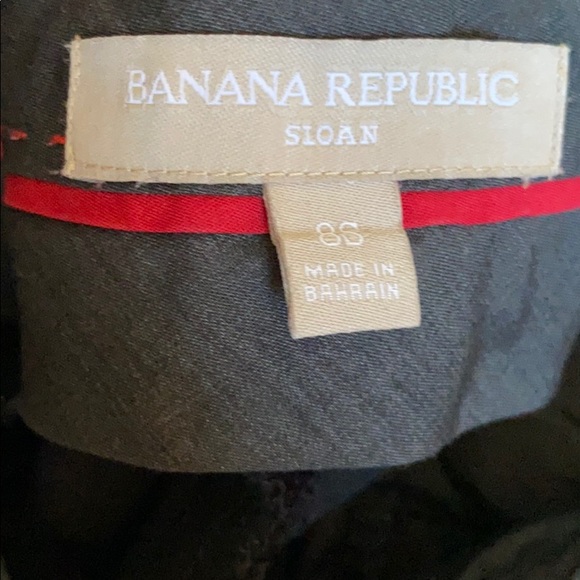 BANANA REPUBLIC
SLOAN
8S
MADE IN
BAHRAIN